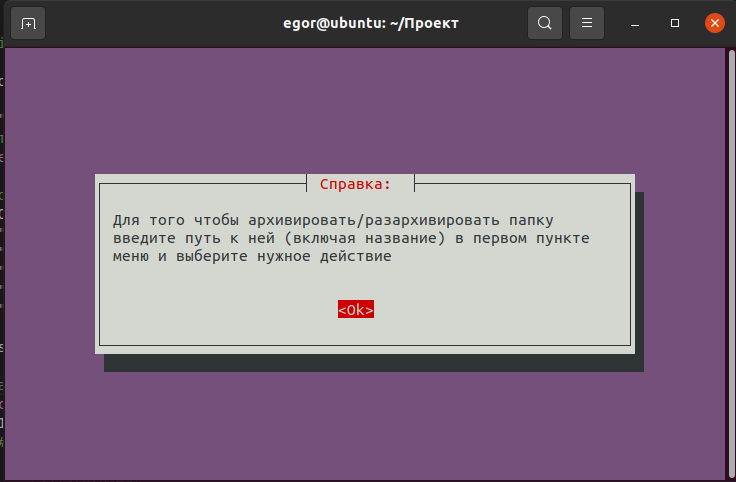 egor@ubuntu: ~/Проект
Справка:
Для того чтобы архивировать/разархивировать папку
введите путь к ней (включая название) в первом пункте
меню и выберите нужное действие
<Ok>